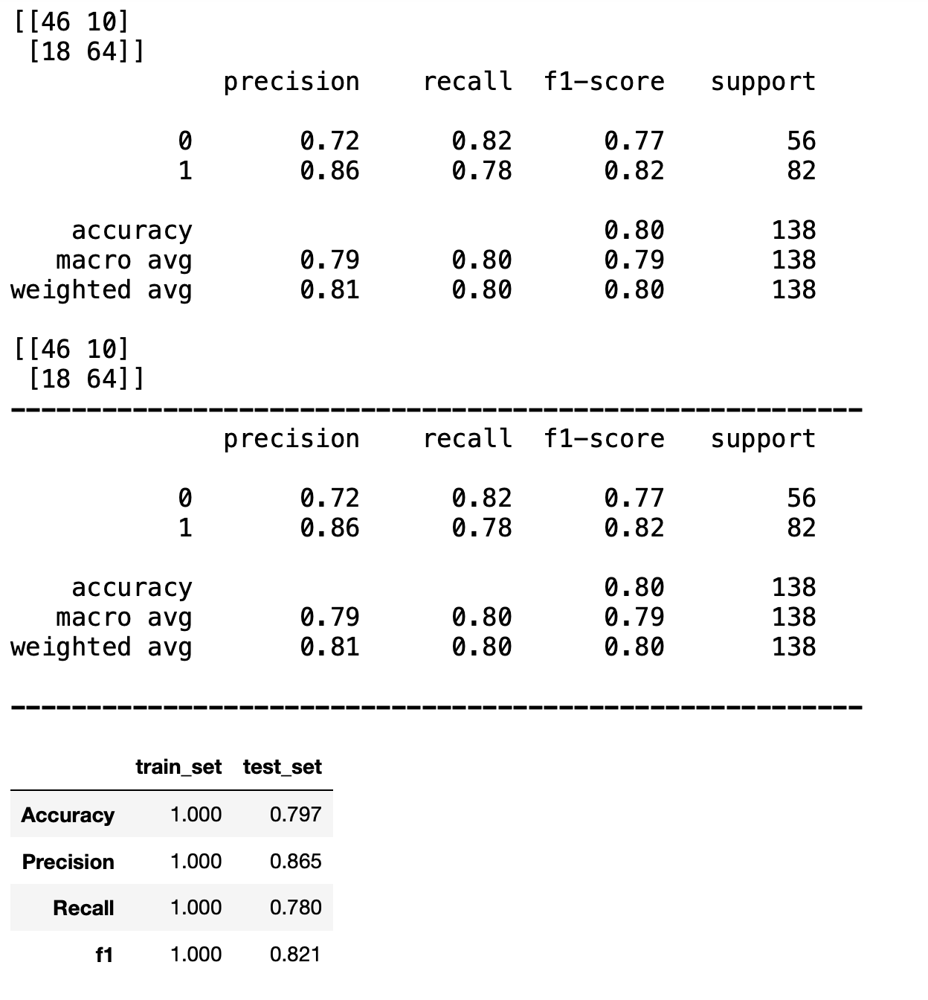 [[46 10]
 [18 64]]
              precision    recall  f1-score   support

           0       0.72      0.82      0.77        56
           1       0.86      0.78      0.82        82

    accuracy                           0.80       138
   macro avg       0.79      0.80      0.79       138
weighted avg       0.81      0.80      0.80       138

[[46 10]
 [18 64]]
--------------------------------------------------------
              precision    recall  f1-score   support

           0       0.72      0.82      0.77        56
           1       0.86      0.78      0.82        82

    accuracy                           0.80       138
   macro avg       0.79      0.80      0.79       138
weighted avg       0.81      0.80      0.80       138

--------------------------------------------------------
train_set test_set
Accuracy 1.000 0.797
Precision 1.000 0.865
Recall 1.000 0.780
f1 1.000 0.821